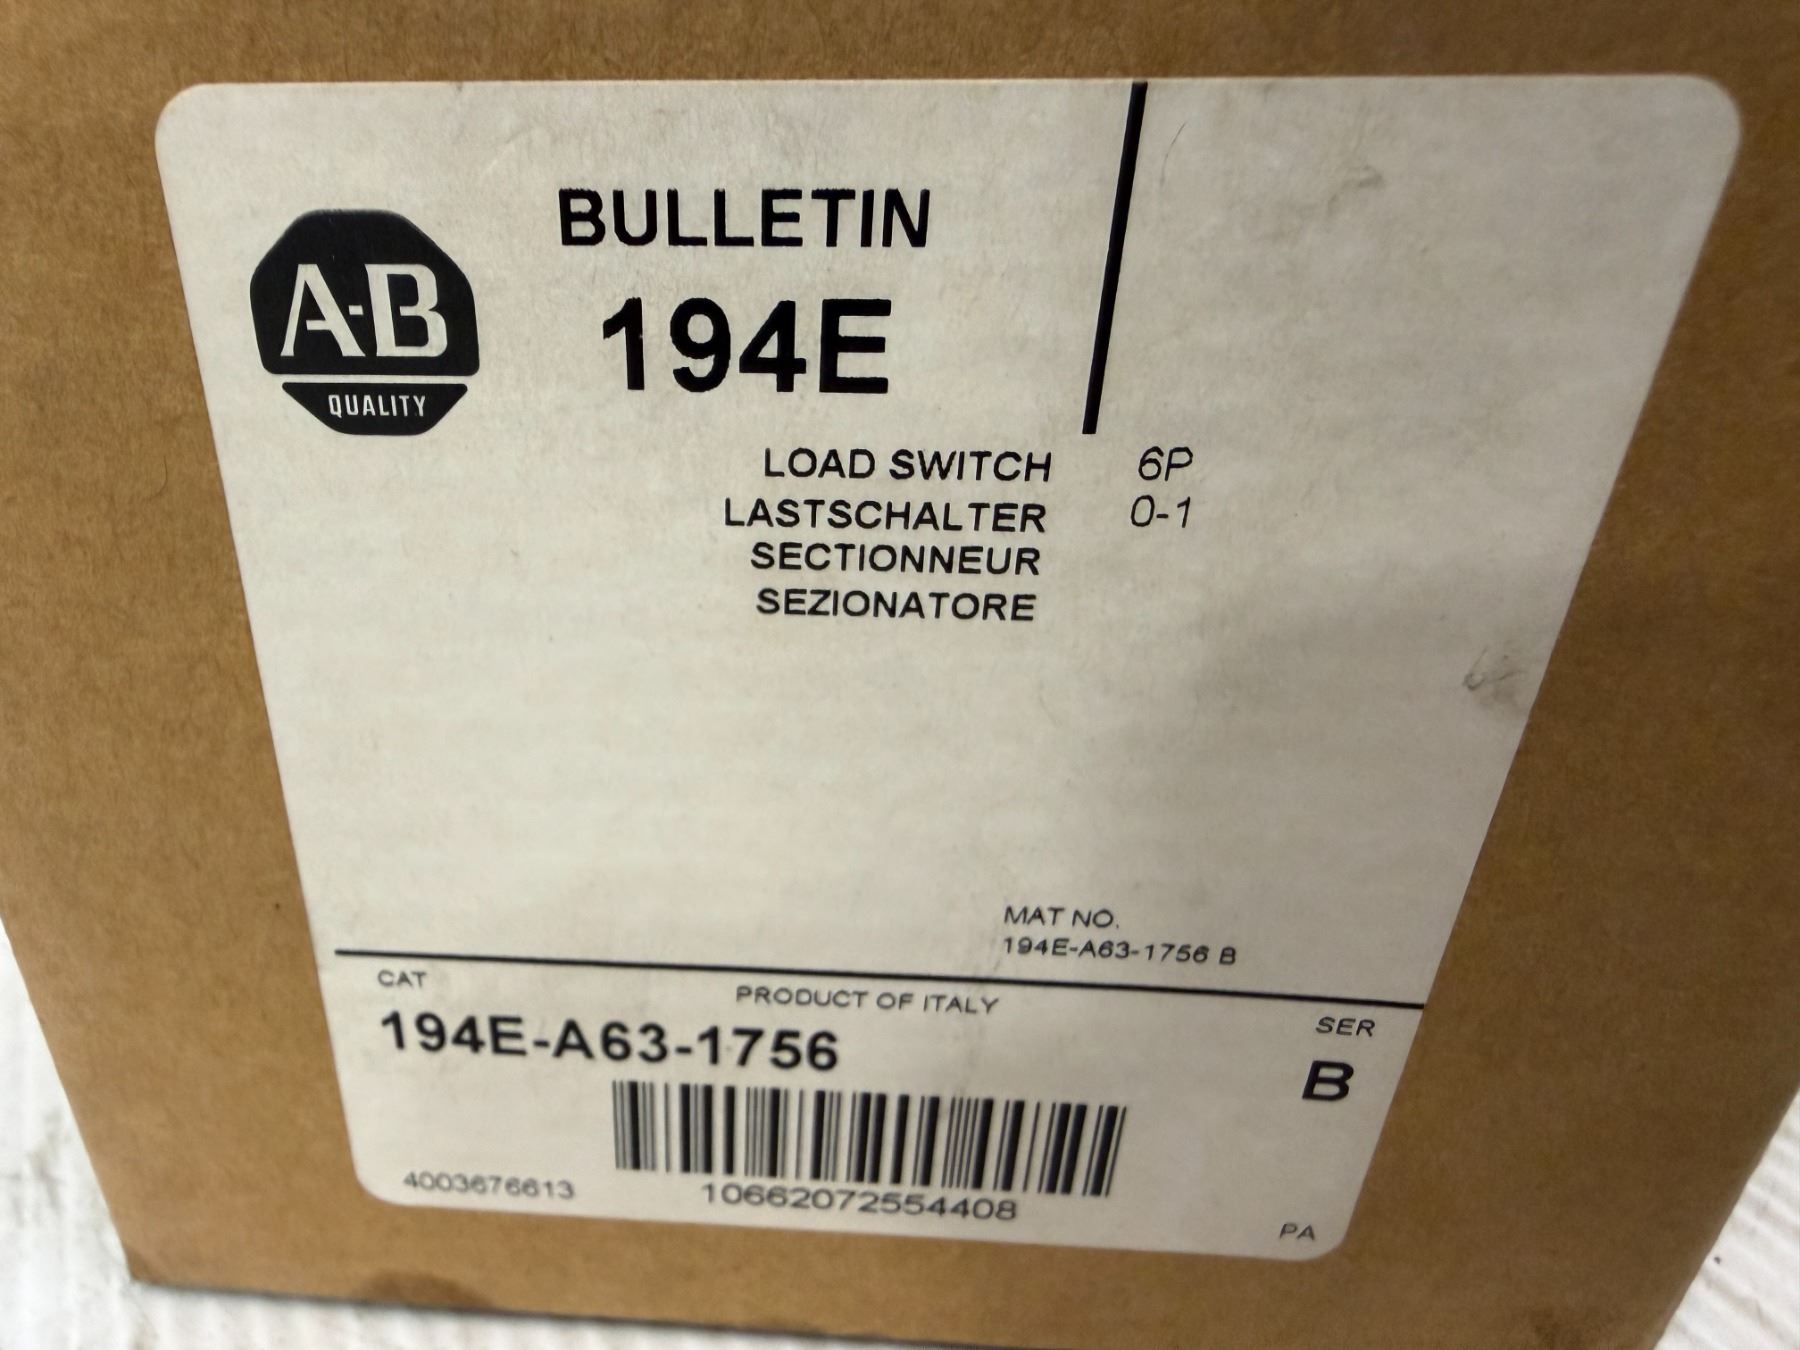 A-B
QUALITY
BULLETIN
194E
LOAD SWITCH 6P
LASTSCHALTER 0-1
SECTIONNEUR
SEZIONATORE
MAT NO.
194E-A63-1756 B
CAT
PRODUCT OF ITALY
SER
194E-A63-1756
B
4003676613
10662072554408
PA